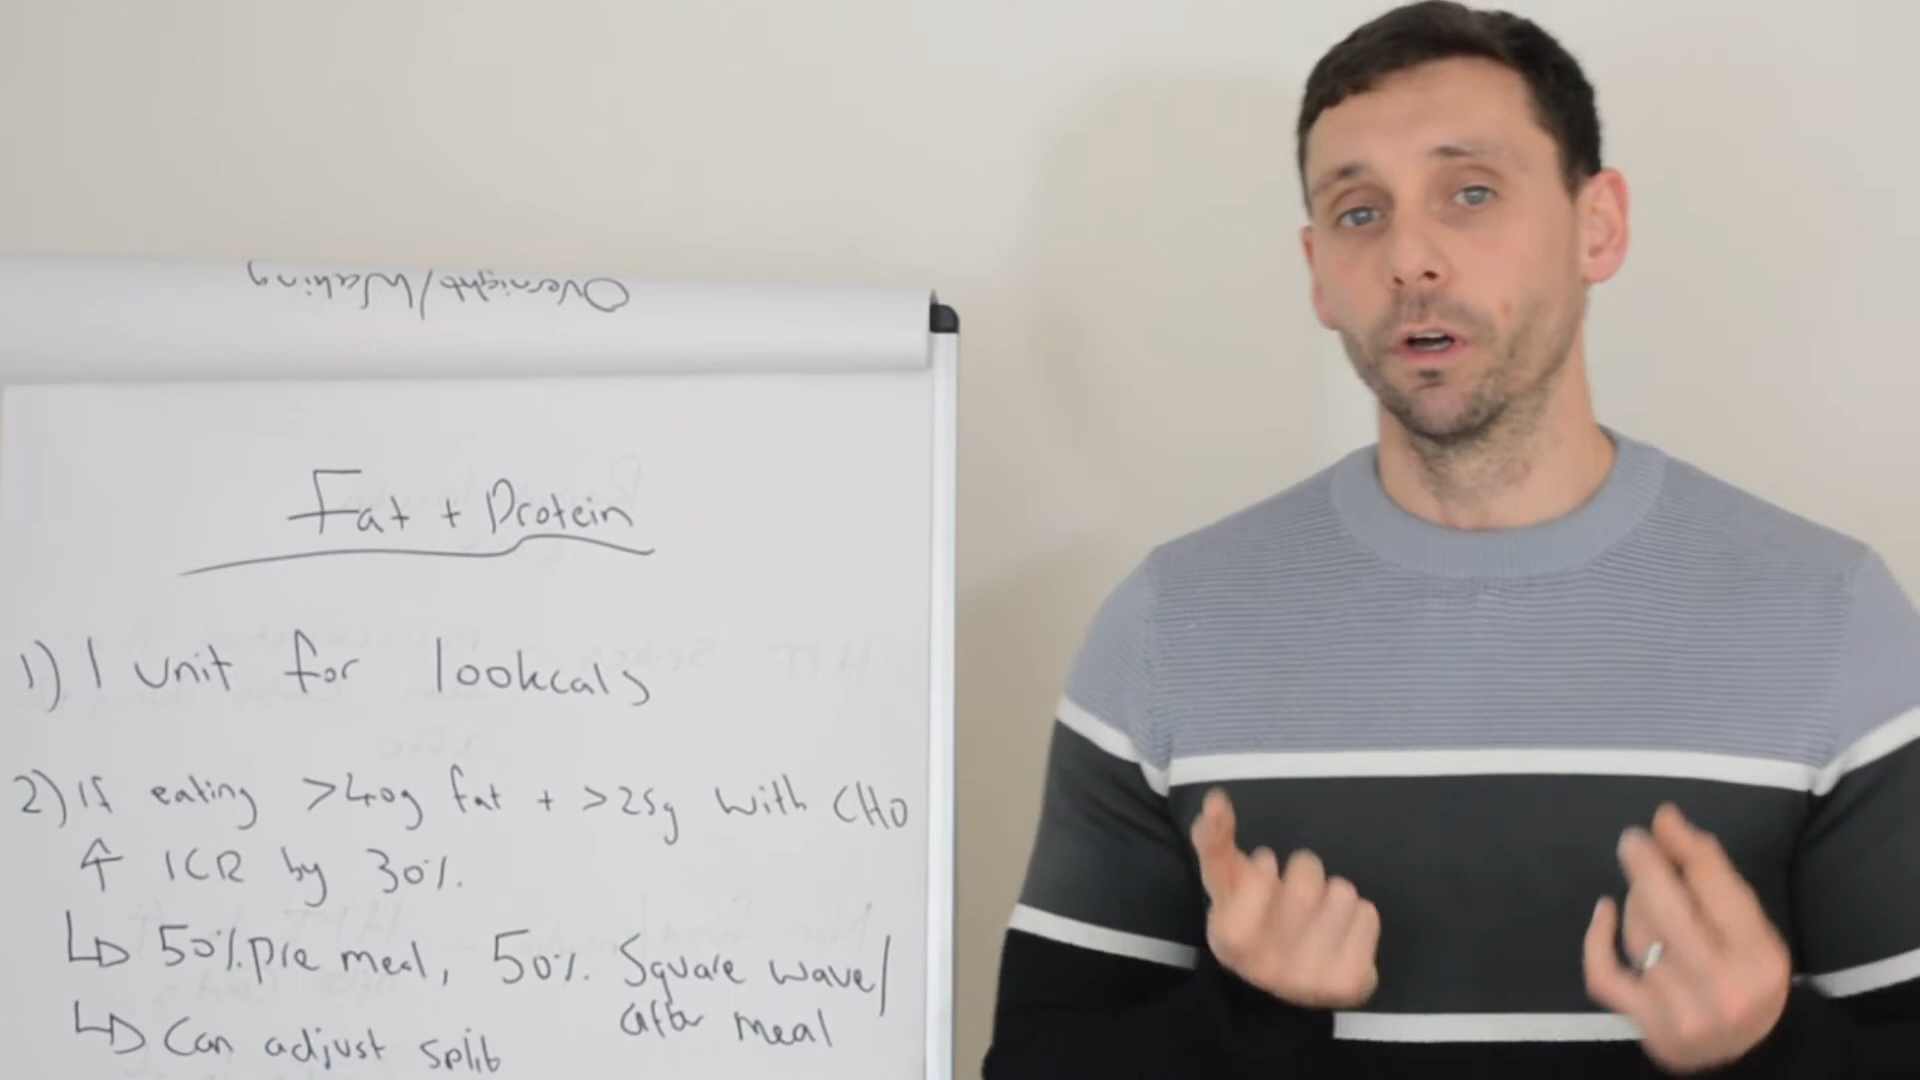 Overnight/Waking
Fat + Protein
1) 1 unit for 100kcals
2) If eating >40g fat + >25g with CHO
↑ ICR by 30%.
↳ 50% pre meal, 50% Square wave/
after meal
↳ Can adjust split